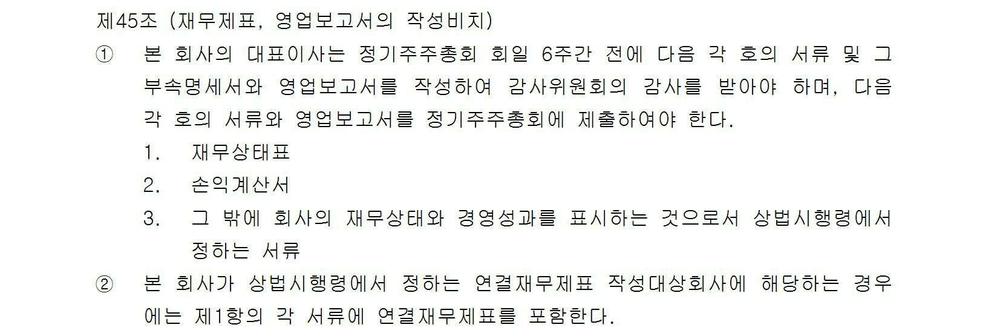 제45조 (재무제표, 영업보고서의 작성비치)
① 본 회사의 대표이사는 정기주주총회 회일 6주간 전에 다음 각 호의 서류 및 그
부속명세서와 영업보고서를 작성하여 감사위원회의 감사를 받아야 하며, 다음
각 호의 서류와 영업보고서를 정기주주총회에 제출하여야 한다.
1. 재무상태표
2. 손익계산서
3. 그 밖에 회사의 재무상태와 경영성과를 표시하는 것으로서 상법시행령에서
정하는 서류
② 본 회사가 상법시행령에서 정하는 연결재무제표 작성대상회사에 해당하는 경우
에는 제1항의 각 서류에 연결재무제표를 포함한다.